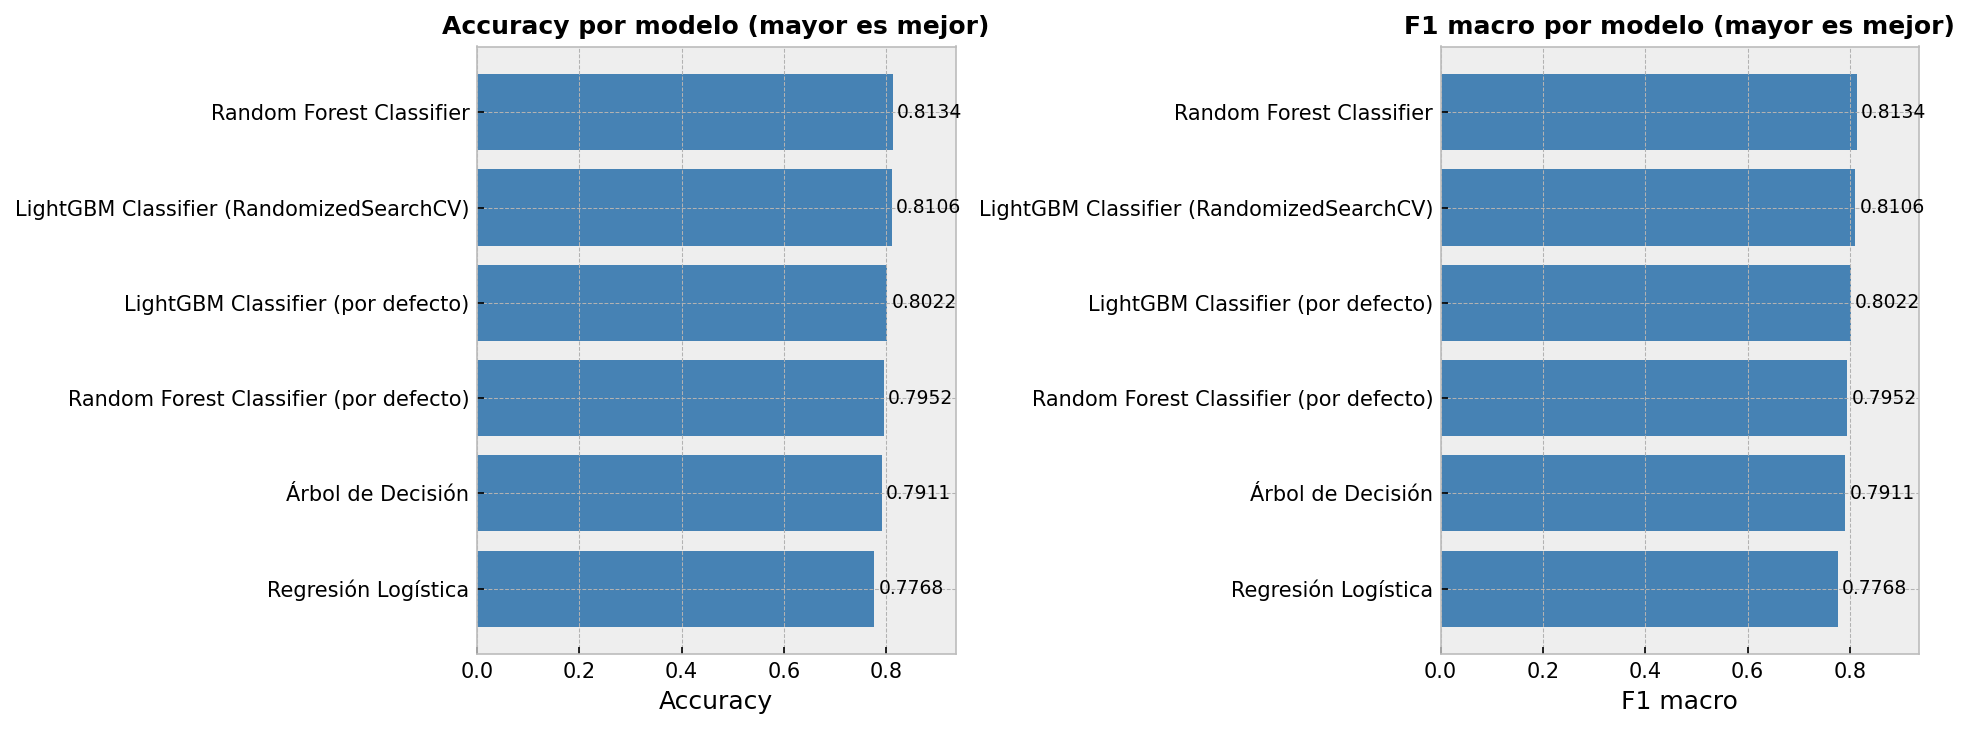 Accuracy por modelo (mayor es mejor)
Random Forest Classifier
0.8134
LightGBM Classifier (RandomizedSearchCV)
0.8106
LightGBM Classifier (por defecto)
0.8022
Random Forest Classifier (por defecto)
0.7952
Árbol de Decisión
0.7911
Regresión Logística
0.7768
0.0 0.2 0.4 0.6 0.8
Accuracy
F1 macro por modelo (mayor es mejor)
Random Forest Classifier
0.8134
LightGBM Classifier (RandomizedSearchCV)
0.8106
LightGBM Classifier (por defecto)
0.8022
Random Forest Classifier (por defecto)
0.7952
Árbol de Decisión
0.7911
Regresión Logística
0.7768
0.0 0.2 0.4 0.6 0.8
F1 macro